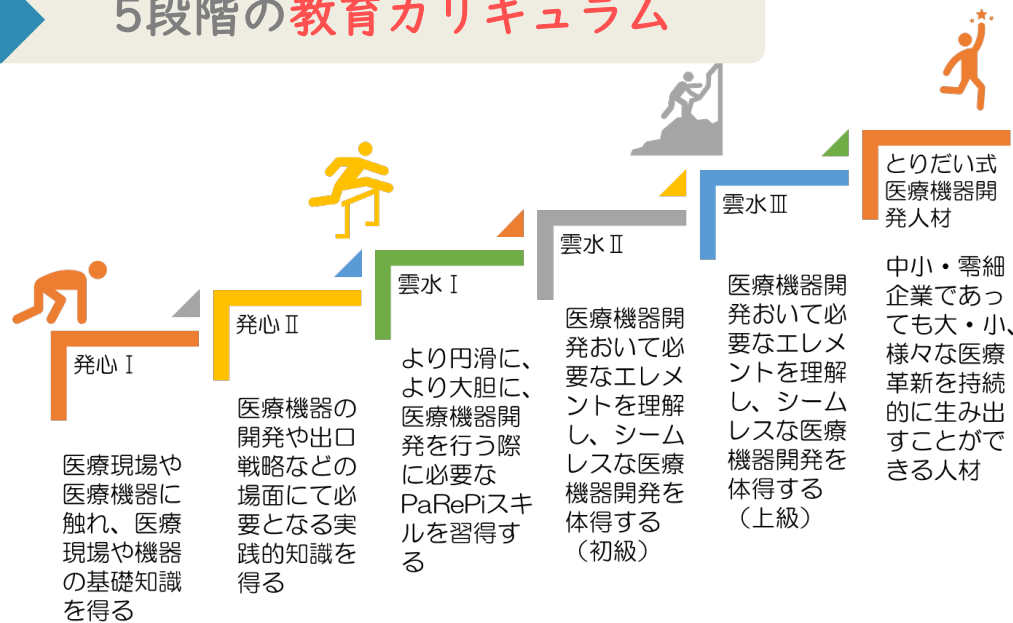 5段階の教育カリキュラム
発心Ⅰ
医療現場や
医療機器に
触れ、医療
現場や機器
の基礎知識
を得る
発心Ⅱ
医療機器の
開発や出口
戦略などの
場面にて必
要となる実
践的知識を
得る
雲水Ⅰ
より円滑に、
より大胆に、
医療機器開
発を行う際
に必要な
PaRePiスキ
ルを習得す
る
雲水Ⅱ
医療機器開
発おいて必
要なエレメ
ントを理解
し、シーム
レスな医療
機器開発を
体得する
（初級）
雲水Ⅲ
医療機器開
発おいて必
要なエレメ
ントを理解
し、シーム
レスな医療
機器開発を
体得する
（上級）
とりだい式
医療機器開
発人材
中小・零細
企業であっ
ても大・小、
様々な医療
革新を持続
的に生み出
すことがで
きる人材